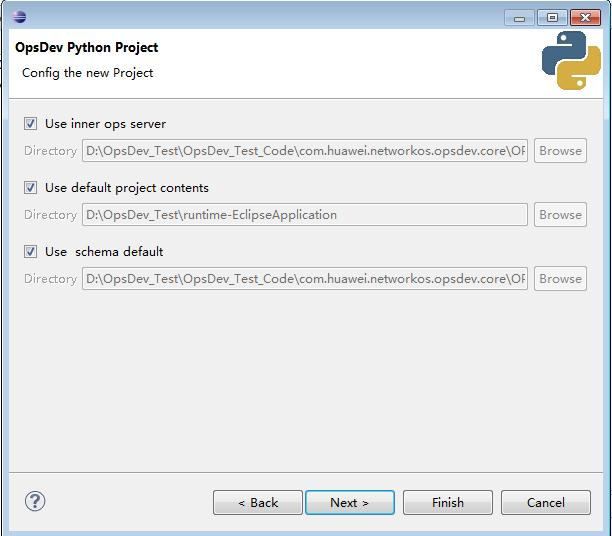 OpsDev Python Project
Config the new Project
Use inner ops server
Directory D:\OpsDev_Test\OpsDev_Test_Code\com.huawei.networkos.opsdev.core\OF Browse
Use default project contents
Directory D:\OpsDev_Test\runtime-EclipseApplication Browse
Use  schema default
Directory D:\OpsDev_Test\OpsDev_Test_Code\com.huawei.networkos.opsdev.core\OF Browse
? < Back Next > Finish Cancel